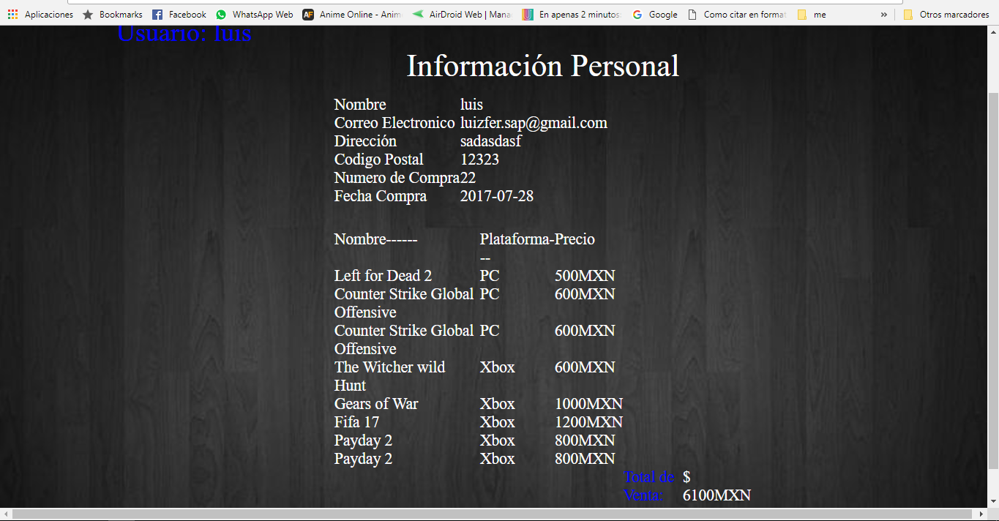 Aplicaciones Bookmarks Facebook WhatsApp Web Anime Online - Anim AirDroid Web | Mana En apenas 2 minutos Google Como citar en format me » Otros marcadores
Usuario: luis
Información Personal
Nombre luis
Correo Electronico luizfer.sap@gmail.com
Dirección sadasdasf
Codigo Postal 12323
Numero de Compra 22
Fecha Compra 2017-07-28
Nombre------ Plataforma- Precio
--
Left for Dead 2 PC 500MXN
Counter Strike Global PC 600MXN
Offensive
Counter Strike Global PC 600MXN
Offensive
The Witcher wild Xbox 600MXN
Hunt
Gears of War Xbox 1000MXN
Fifa 17 Xbox 1200MXN
Payday 2 Xbox 800MXN
Payday 2 Xbox 800MXN
Total de $
Venta: 6100MXN